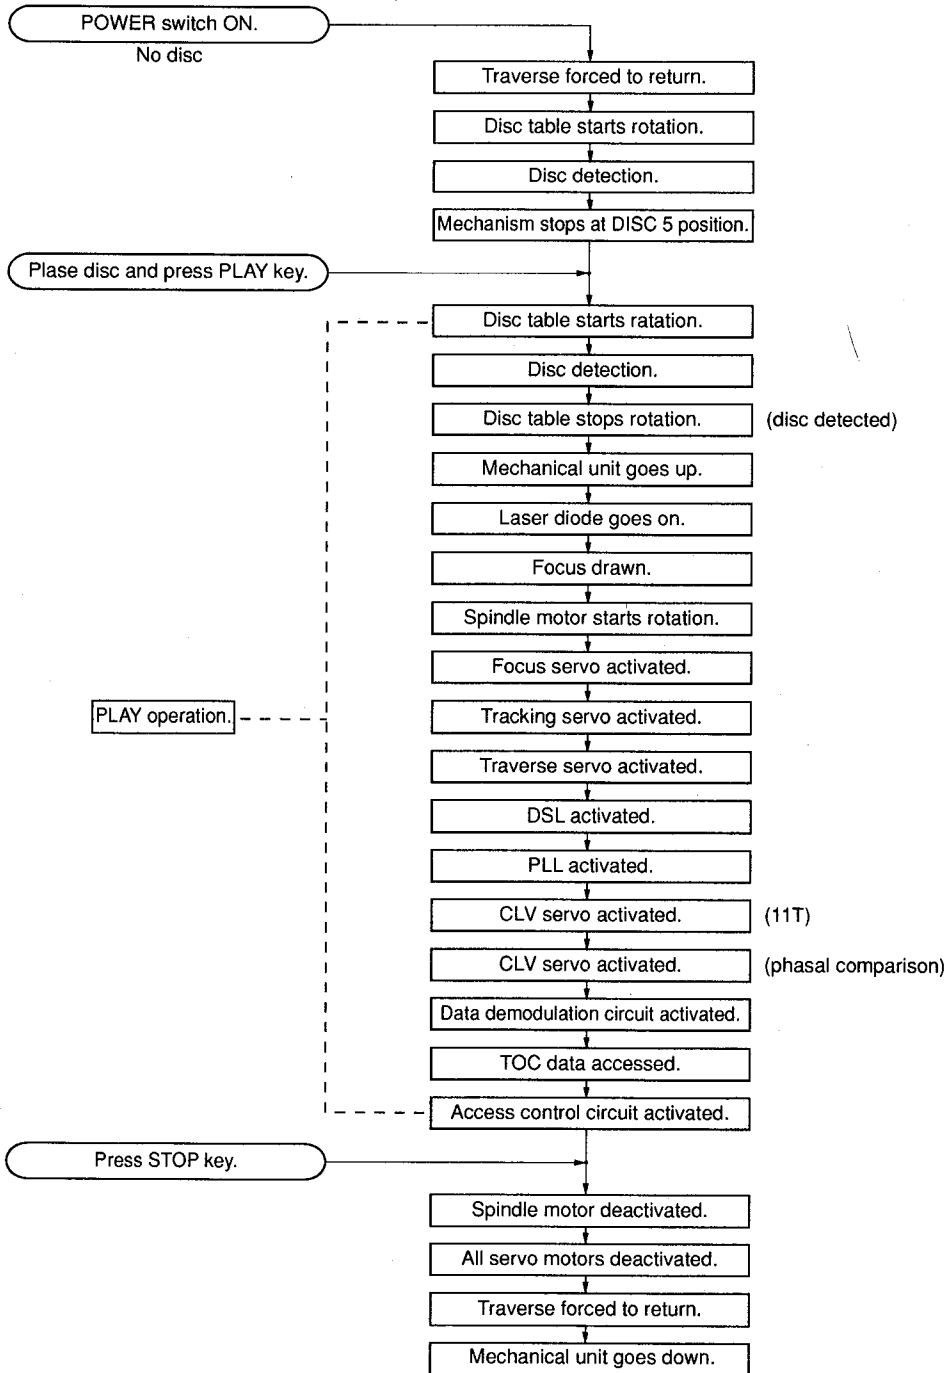 POWER switch ON.
No disc
Traverse forced to return.
Disc table starts rotation.
Disc detection.
Mechanism stops at DISC 5 position.
Plase disc and press PLAY key.
Disc table starts ratation.
Disc detection.
Disc table stops rotation.
(disc detected)
Mechanical unit goes up.
Laser diode goes on.
Focus drawn.
Spindle motor starts rotation.
Focus servo activated.
PLAY operation.
Tracking servo activated.
Traverse servo activated.
DSL activated.
PLL activated.
CLV servo activated.
(11T)
CLV servo activated.
(phasal comparison)
Data demodulation circuit activated.
TOC data accessed.
Access control circuit activated.
Press STOP key.
Spindle motor deactivated.
All servo motors deactivated.
Traverse forced to return.
Mechanical unit goes down.